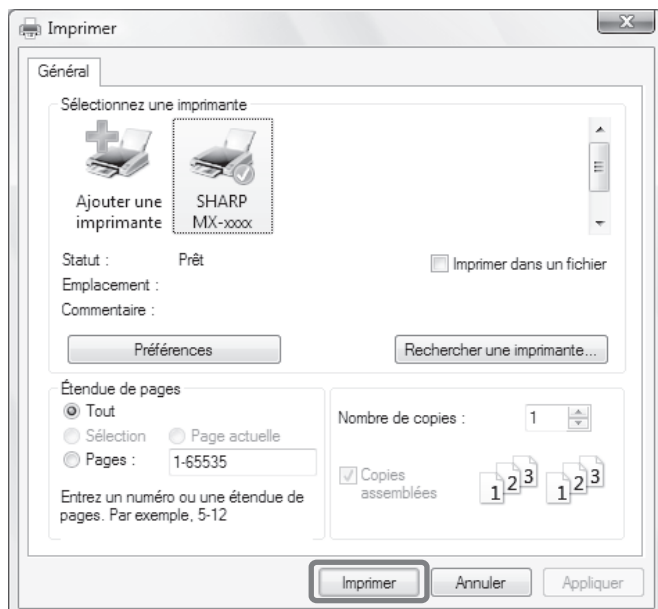 Imprimer
Général
Sélectionnez une imprimante
Ajouter une
imprimante
SHARP
MX-xxxx
Statut : Prêt
Imprimer dans un fichier
Emplacement :
Commentaire :
Préférences
Rechercher une imprimante...
Étendue de pages
Tout
Sélection
Page actuelle
Pages : 1-65535
Entrez un numéro ou une étendue de
pages. Par exemple, 5-12
Nombre de copies : 1
Copies
assemblées
1 2 3 1 2 3
Imprimer
Annuler
Appliquer